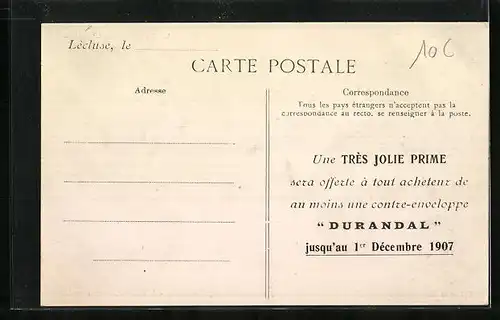 Lécluse, le
10 €
CARTE POSTALE
Adresse
Correspondance
Tous les pays étrangers n'acceptent pas la
correspondance au recto, se renseigner à la poste.
Une TRÈS JOLIE PRIME
sera offerte à tout acheteur de
au moins une contre-enveloppe
"DURANDAL"
jusqu'au 1er Décembre 1907